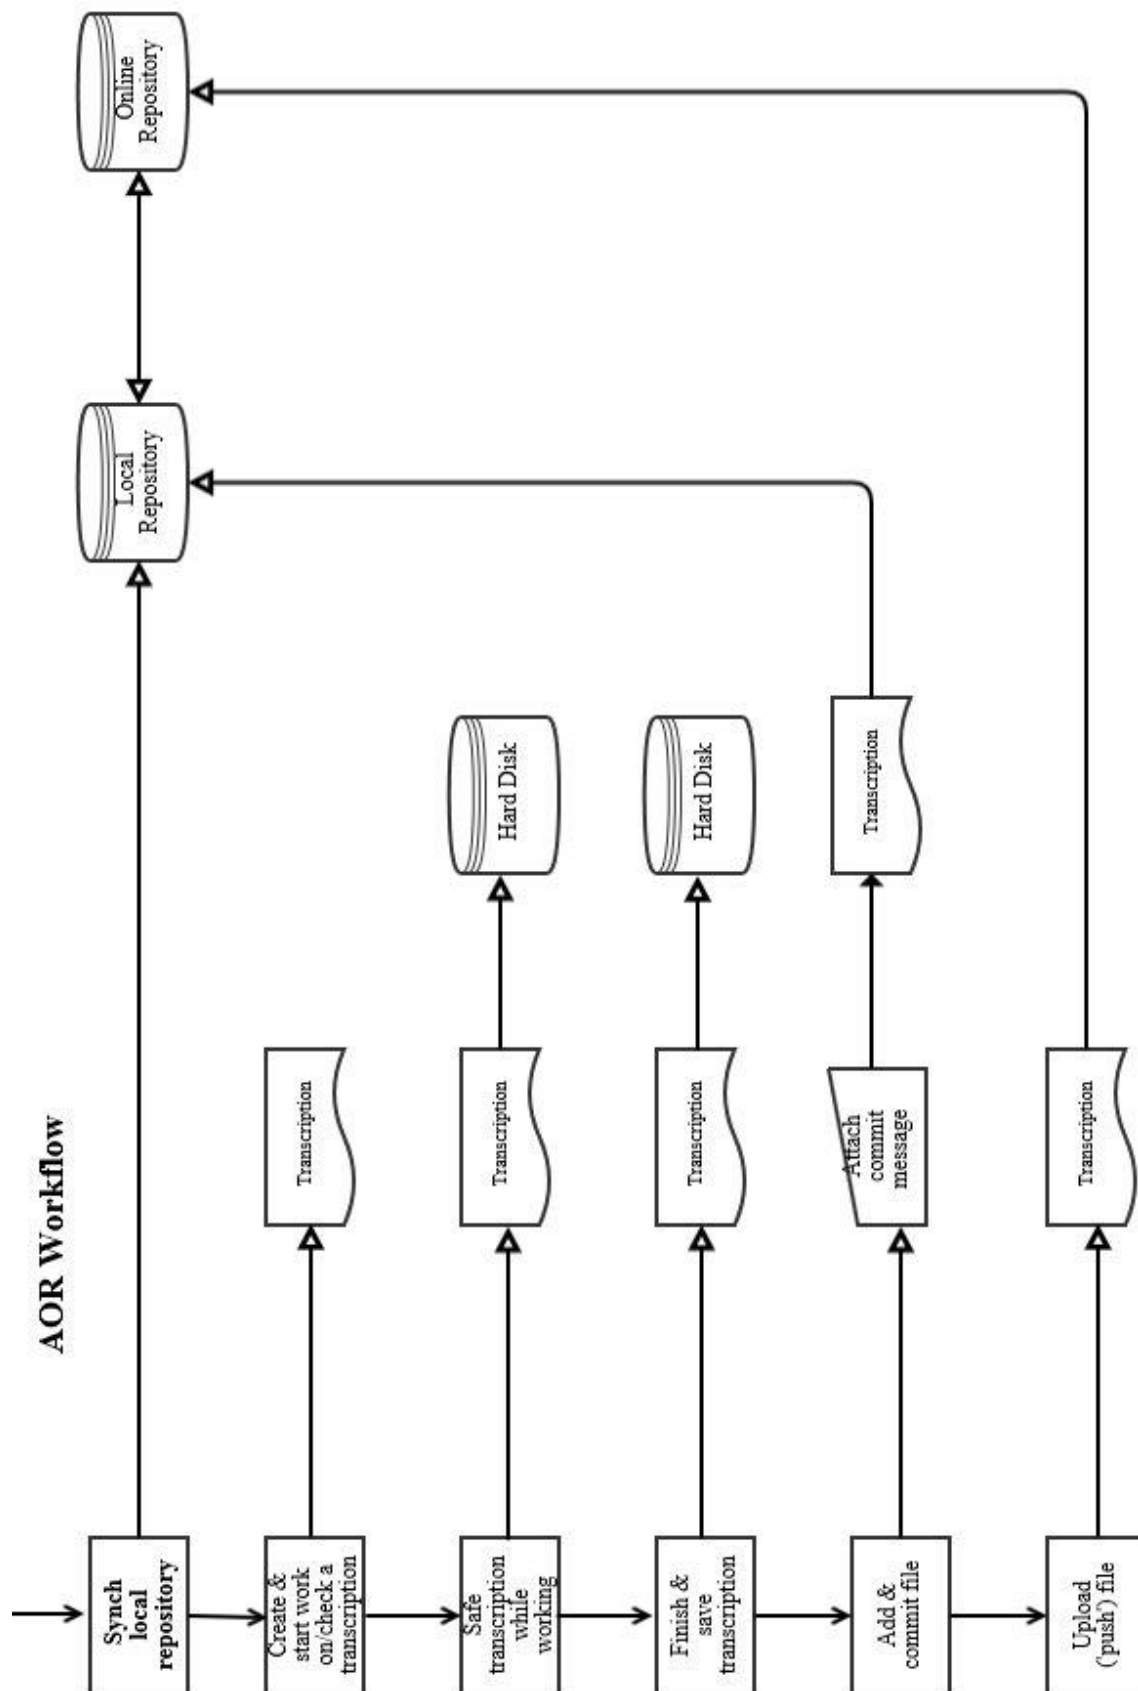 AOR Workflow
Synch
local
repository
Local
Repository
Online
Repository
Create &
start work
on/check a
transcription
Transcription
Safe
transcription
while
working
Transcription
Hard Disk
Finish &
save
transcription
Transcription
Hard Disk
Add &
commit file
Attach
commit
message
Transcription
Upload
('push') file
Transcription